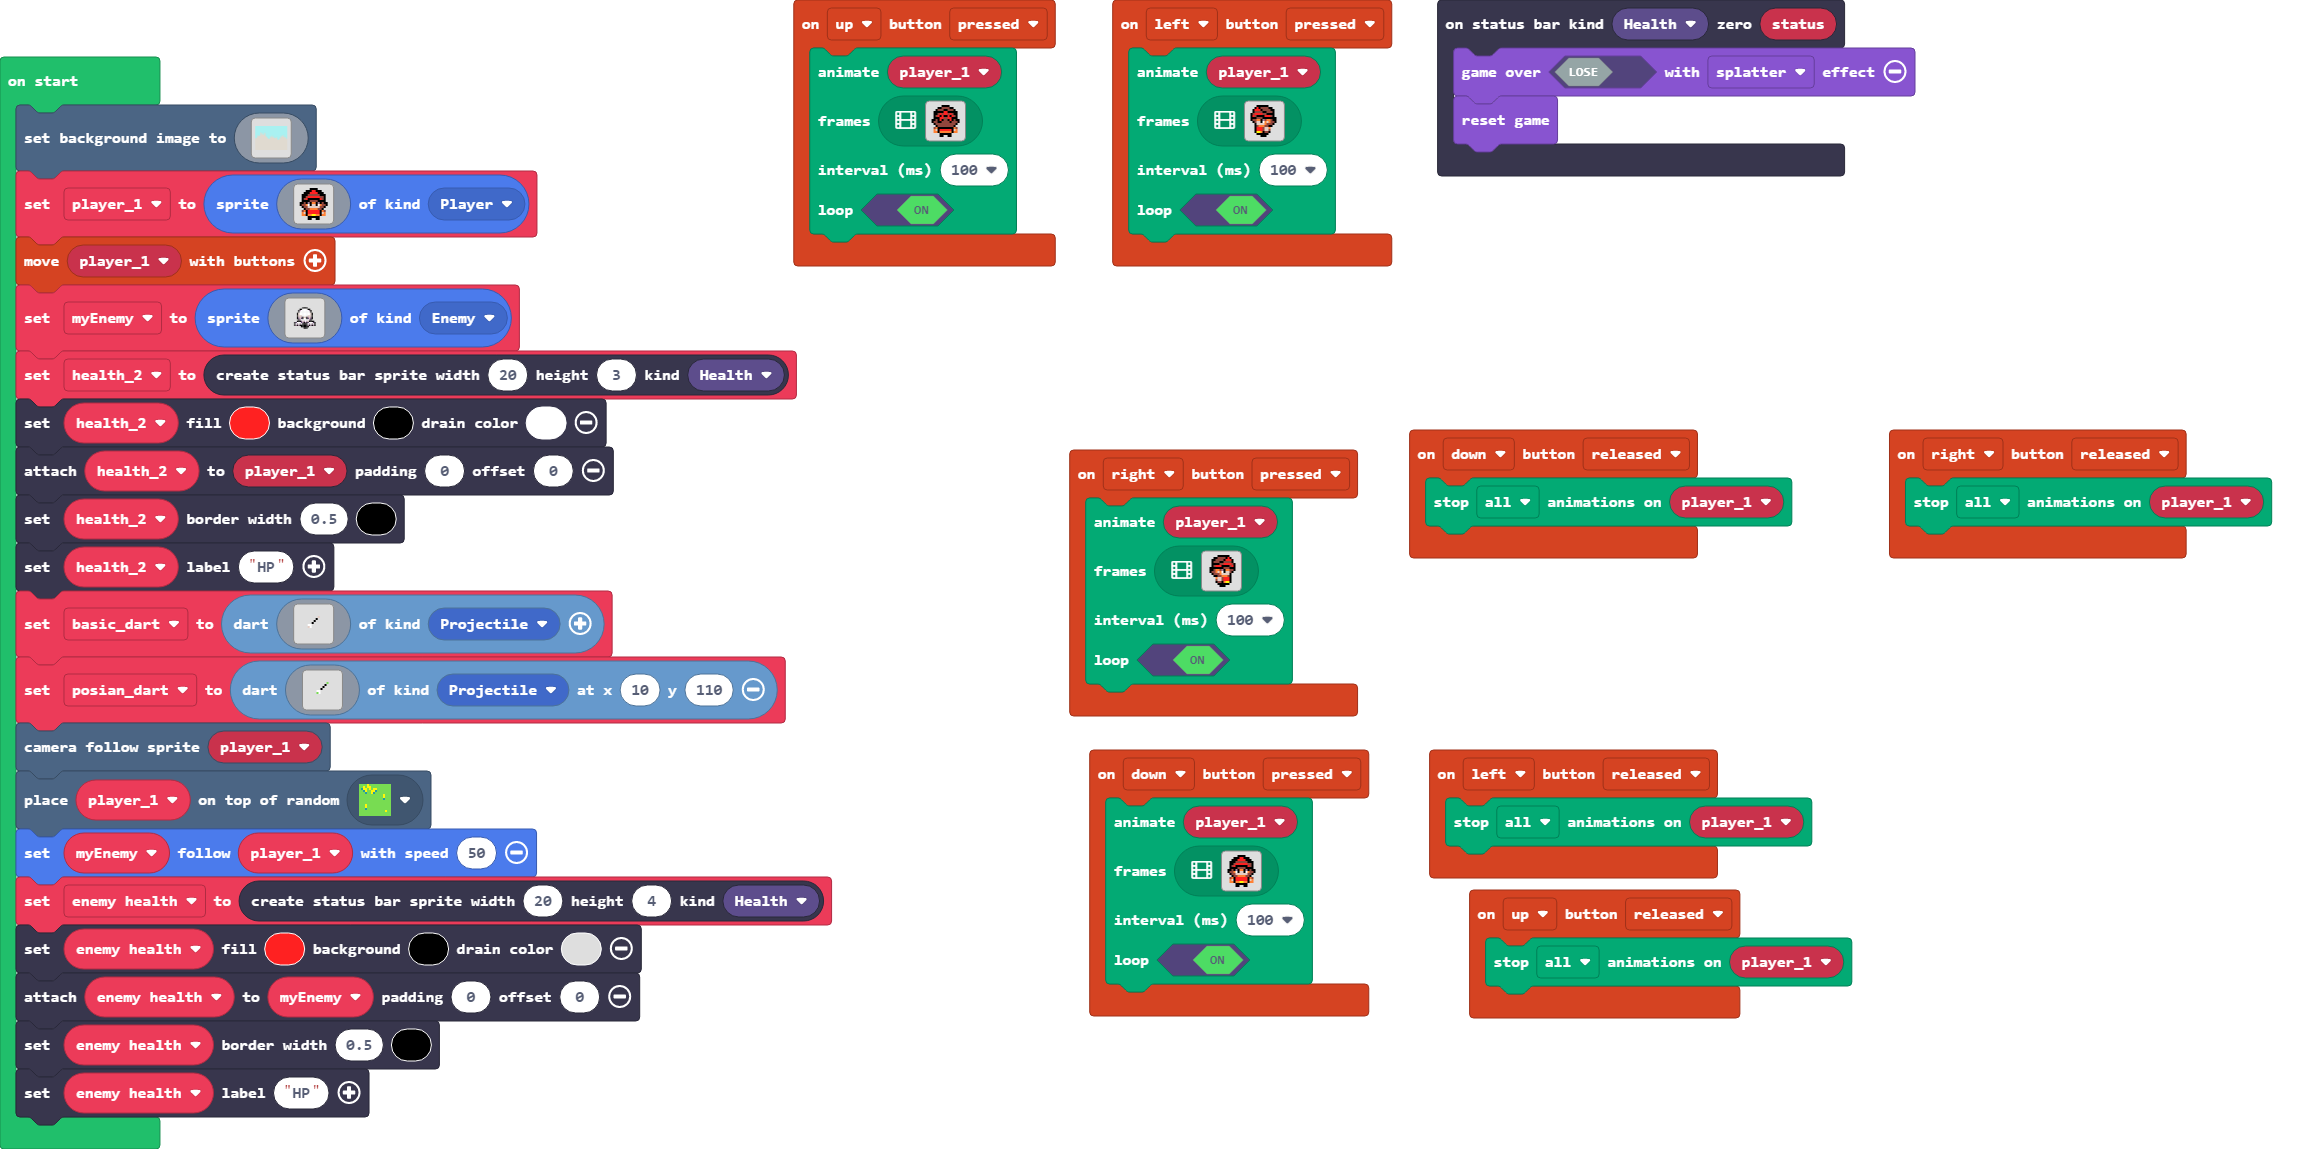 on start
set background image to
set player_1 to sprite of kind Player
move player_1 with buttons
set myEnemy to sprite of kind Enemy
set health_2 to create status bar sprite width 20 height 3 kind Health
set health_2 fill background drain color
attach health_2 to player_1 padding 0 offset 0
set health_2 border width 0.5
set health_2 label "HP"
set basic_dart to dart of kind Projectile
set posian_dart to dart of kind Projectile at x 10 y 110
camera follow sprite player_1
place player_1 on top of random
set myEnemy follow player_1 with speed 50
set enemy health to create status bar sprite width 20 height 4 kind Health
set enemy health fill background drain color
attach enemy health to myEnemy padding 0 offset 0
set enemy health border width 0.5
set enemy health label "HP"
on up button pressed
animate player_1
frames
interval (ms) 100
loop ON
on left button pressed
animate player_1
frames
interval (ms) 100
loop ON
on status bar kind Health zero status
game over LOSE with splatter effect
reset game
on right button pressed
animate player_1
frames
interval (ms) 100
loop ON
on down button released
stop all animations on player_1
on right button released
stop all animations on player_1
on down button pressed
animate player_1
frames
interval (ms) 100
loop ON
on left button released
stop all animations on player_1
on up button released
stop all animations on player_1